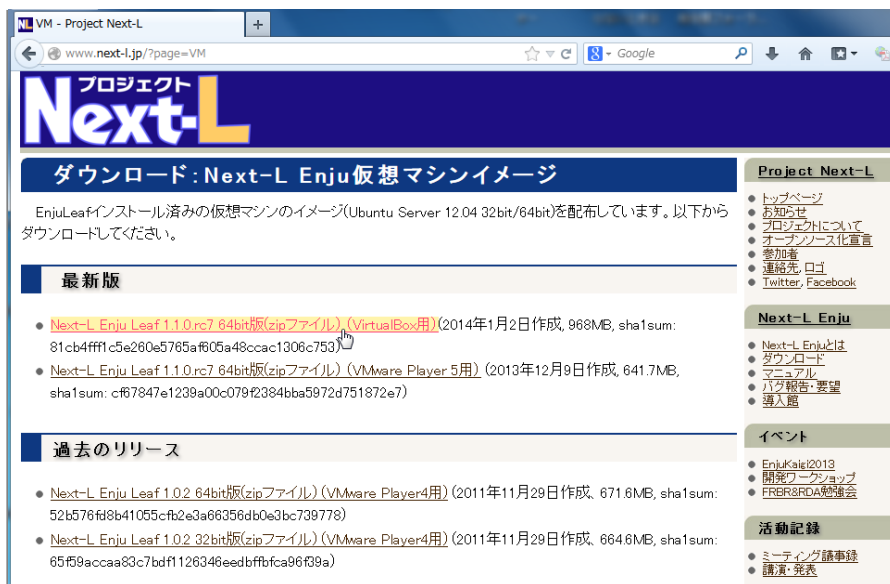 VM - Project Next-L
www.next-l.jp/?page=VM
Google
プロジェクト
Next-L
ダウンロード:Next-L Enju仮想マシンイメージ
EnjuLeafインストール済みの仮想マシンのイメージ(Ubuntu Server 12.04 32bit/64bit)を配布しています。以下から
ダウンロードしてください。
最新版
Next-L Enju Leaf 1.1.0.rc7 64bit版(zipファイル) (VirtualBox用)(2014年1月2日作成, 968MB, sha1sum:
81cb4fff1c5e260e5765af605a48ccac1306c753)
Next-L Enju Leaf 1.1.0.rc7 64bit版(zipファイル) (VMware Player 5用) (2013年12月9日作成, 641.7MB,
sha1sum: cf67847e1239a00c079f2384bba5972d751872e7)
過去のリリース
Next-L Enju Leaf 1.0.2 64bit版(zipファイル) (VMware Player4用) (2011年11月29日作成、671.6MB, sha1sum:
52b576fd8b41055cfb2e3a66356db0e3bc739778)
Next-L Enju Leaf 1.0.2 32bit版(zipファイル) (VMware Player4用) (2011年11月29日作成、664.6MB, sha1sum:
65f59accaa83c7bdf1126346eedbffbfca96f39a)
Project Next-L
トップページ
お知らせ
プロジェクトについて
オープンソース化宣言
参加者
連絡先, ロゴ
Twitter, Facebook
Next-L Enju
Next-L Enjuとは
ダウンロード
マニュアル
バグ報告・要望
導入館
イベント
EnjuKaigi2013
開発ワークショップ
FRBR&RDA勉強会
活動記録
ミーティング議事録
講演・発表